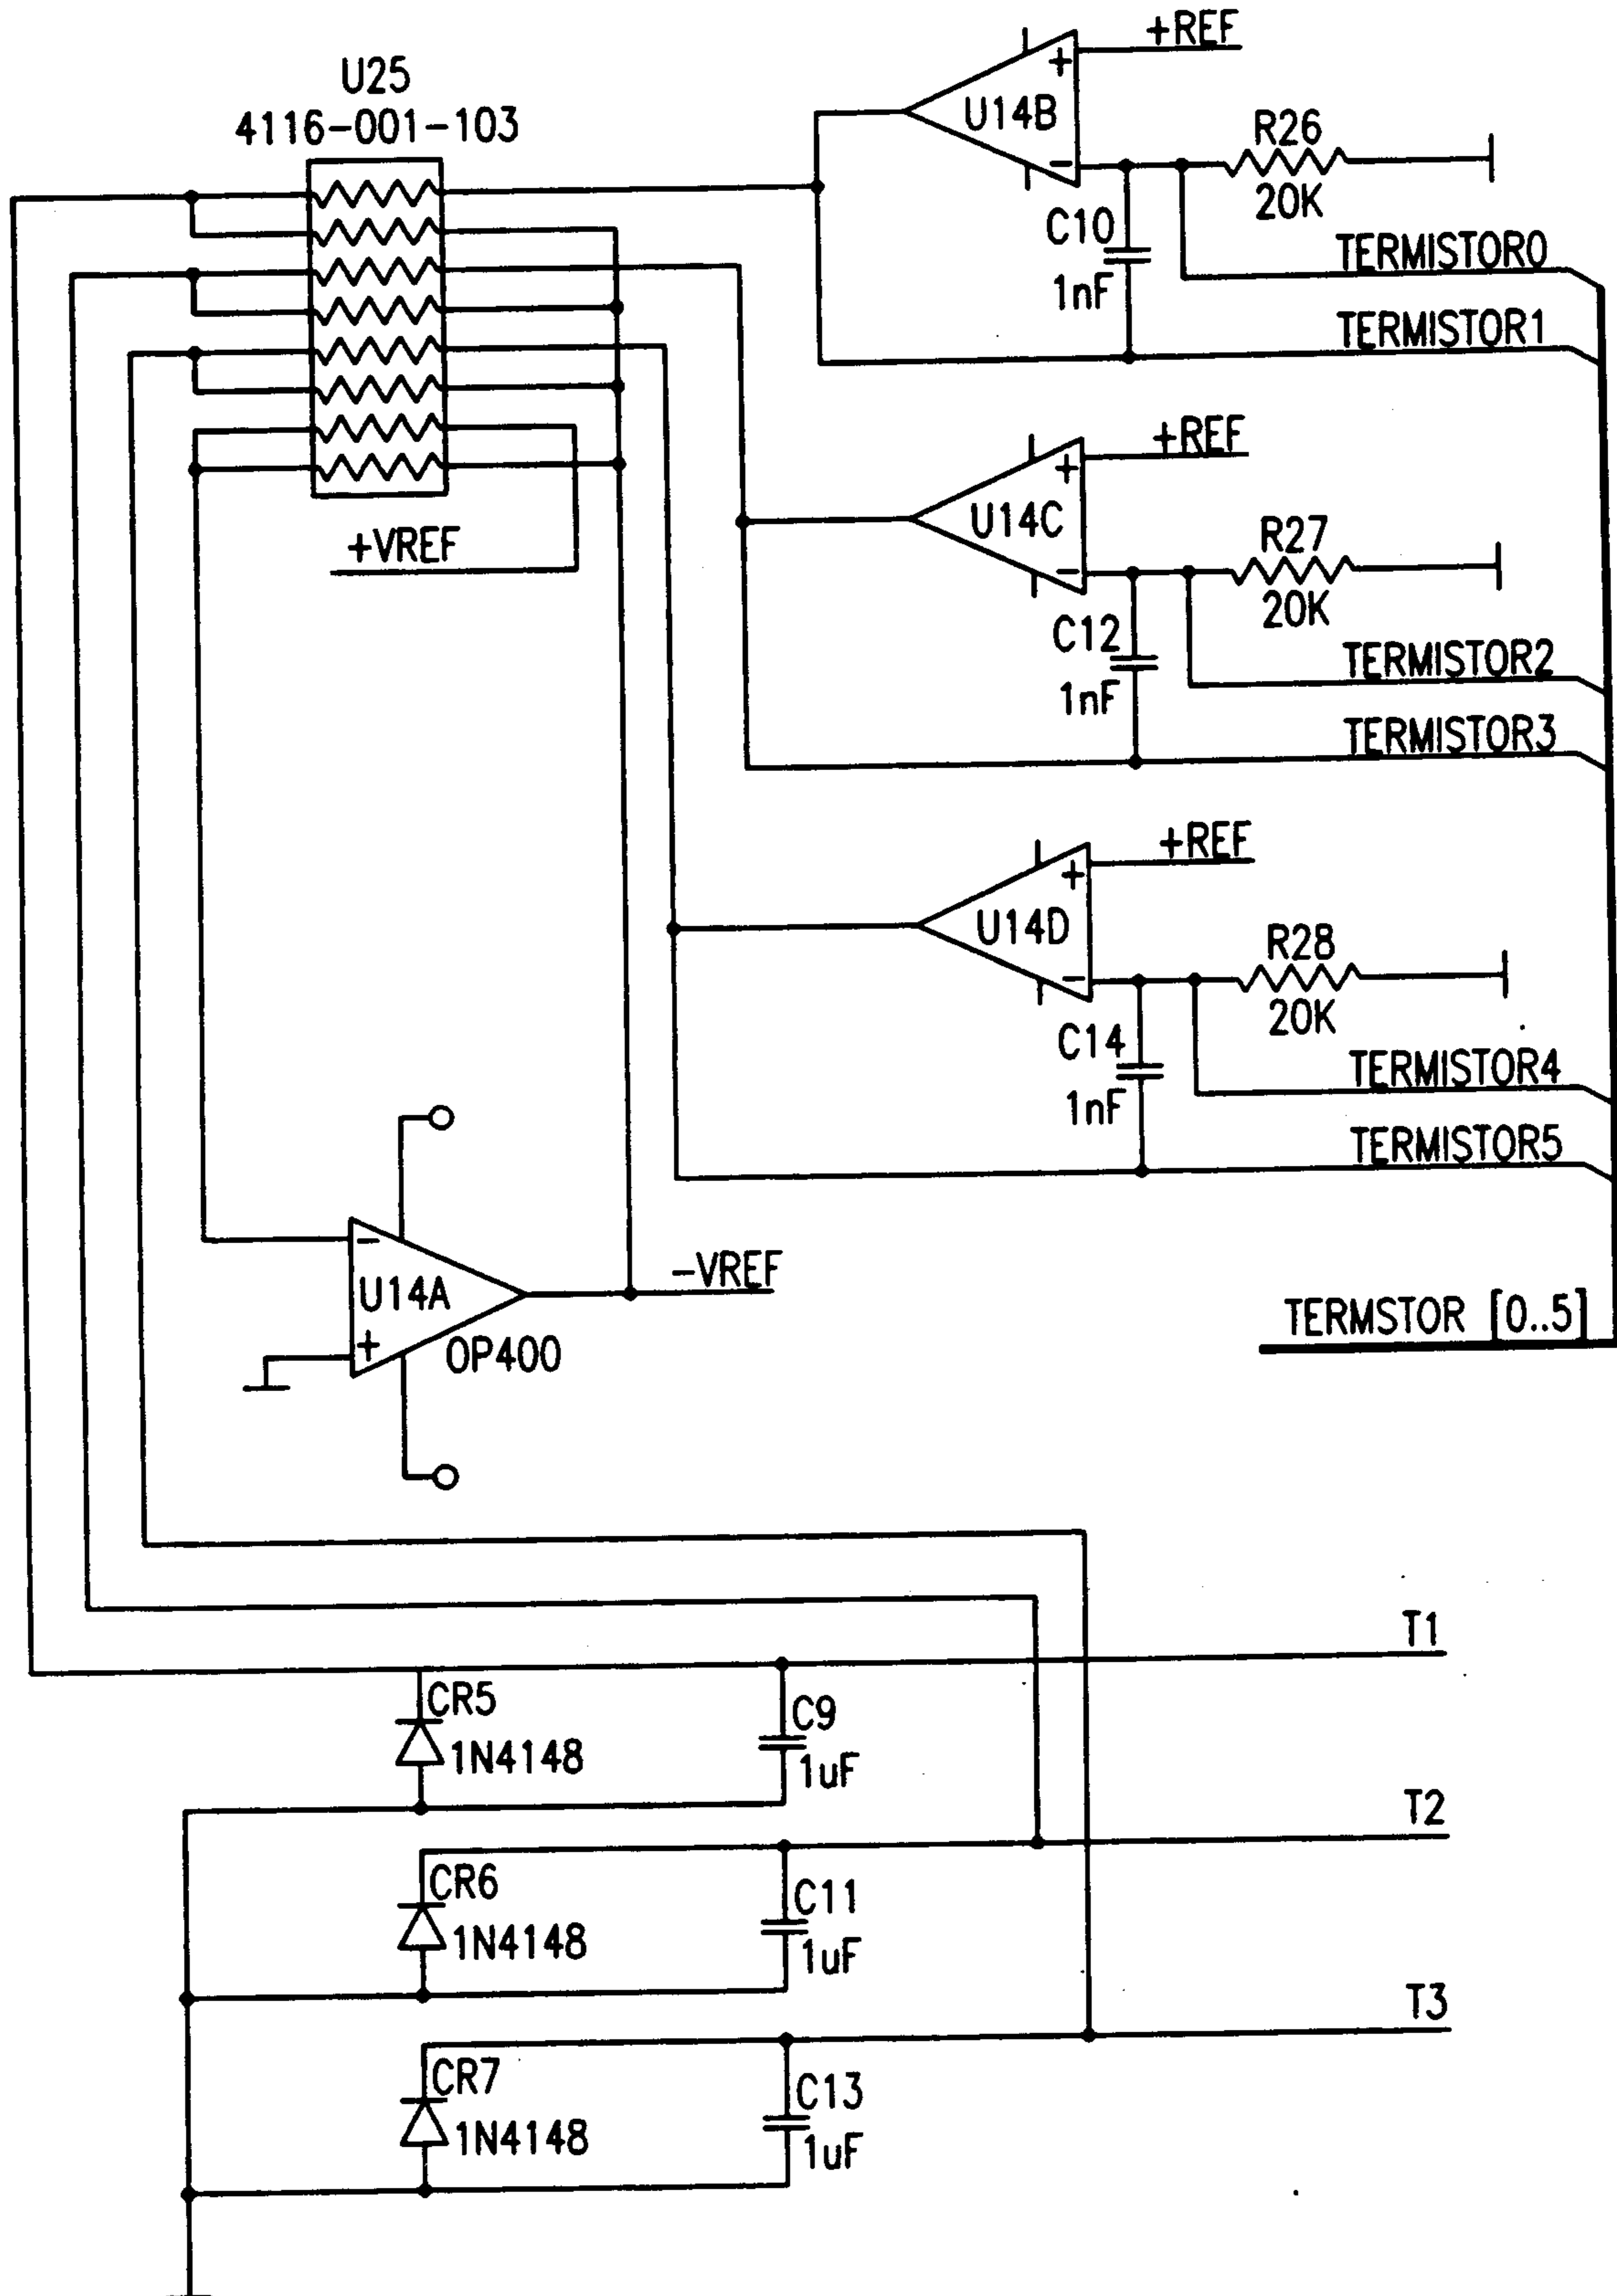 U25
4116-001-103
+REF
+
U14B
-
R26
20K
C10
1nF
TERMISTOR0
TERMISTOR1
+VREF
+REF
+
U14C
-
R27
20K
C12
1nF
TERMISTOR2
TERMISTOR3
+REF
+
U14D
-
R28
20K
C14
1nF
TERMISTOR4
TERMISTOR5
-
U14A
+
OP400
-VREF
TERMSTOR [0..5]
T1
CR5
1N4148
C9
1uF
T2
CR6
1N4148
C11
1uF
T3
CR7
1N4148
C13
1uF